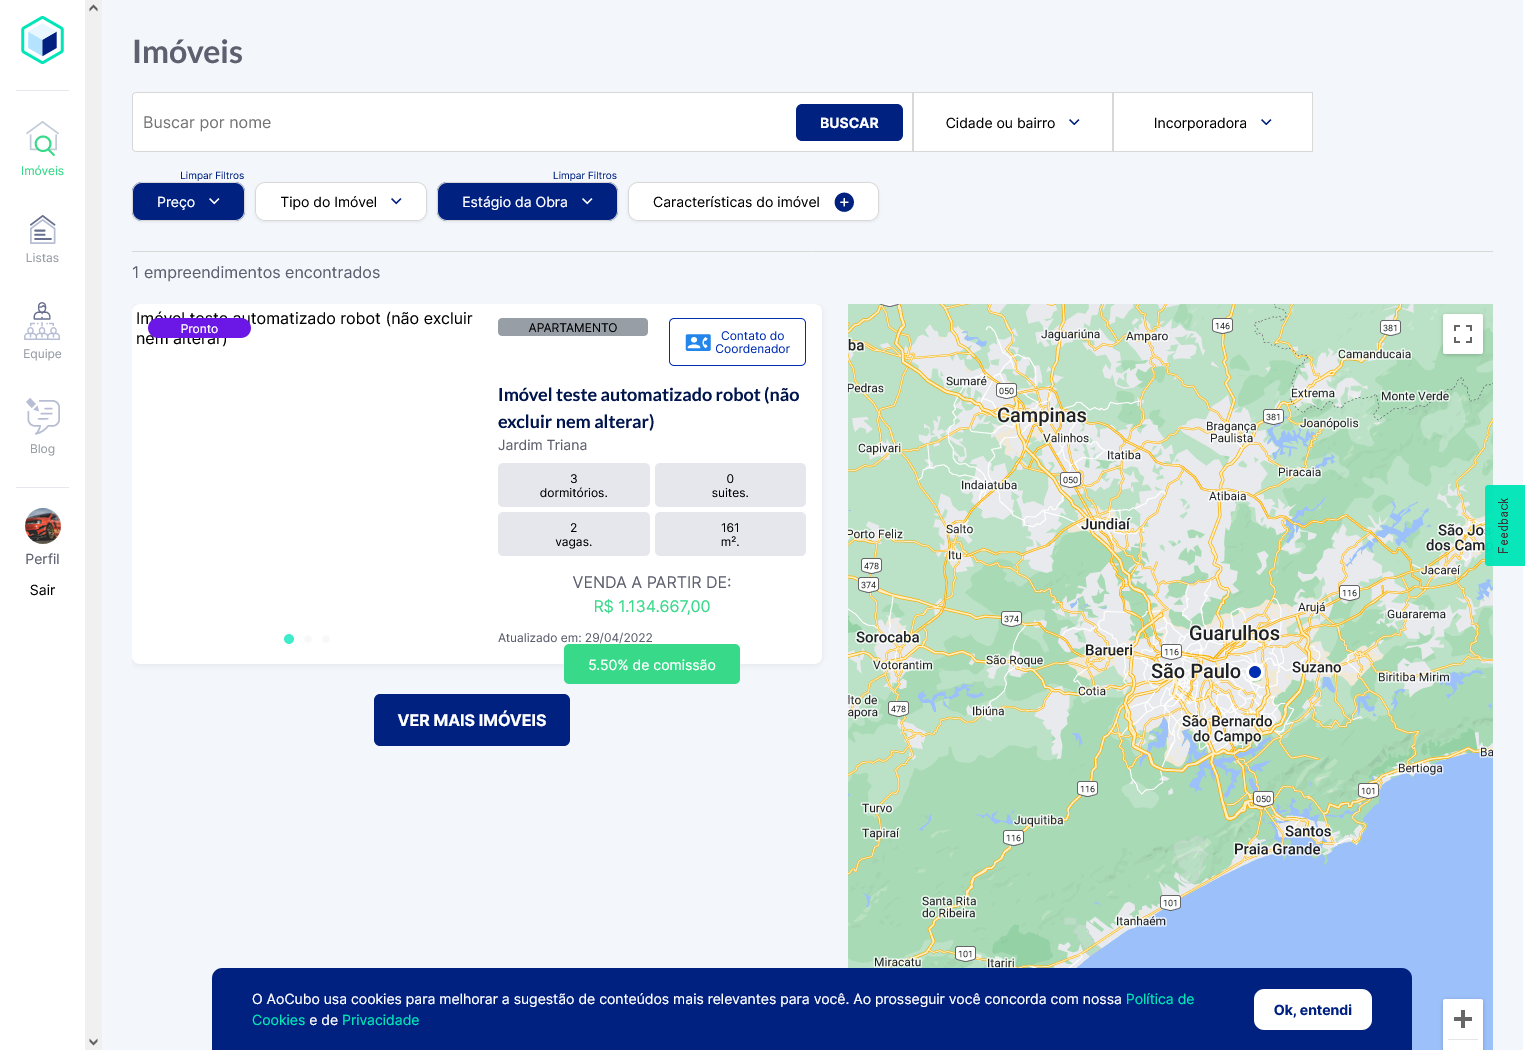 Imóveis
Buscar por nome
BUSCAR
Cidade ou bairro
Incorporadora
Limpar Filtros
Limpar Filtros
Preço
Tipo do Imóvel
Estágio da Obra
Características do imóvel
Imóveis
Listas
Equipe
Blog
Perfil
Sair
1 empreendimentos encontrados
Imóvel teste automatizado robot (não excluir
nem alterar)
Pronto
APARTAMENTO
Contato do
Coordenador
Imóvel teste automatizado robot (não
excluir nem alterar)
Jardim Triana
3
dormitórios.
0
suites.
2
vagas.
161
m².
VENDA A PARTIR DE:
R$ 1.134.667,00
Atualizado em: 29/04/2022
5.50% de comissão
VER MAIS IMÓVEIS
146
381
Jaguariúna
Amparo
ba
Camanducaia
Pedras
Sumaré
050
Extrema
Monte Verde
Campinas
381
Joanópolis
Valinhos
Bragança
Paulista
Capivari
Itatiba
Piracaia
Indaiatuba
050
Atibaia
Jundiaí
Salto
Porto Feliz
São Jo
dos Cam
Itu
478
Jacareí
374
116
Arujá
374
Guararema
Guarulhos
Sorocaba
Barueri
116
Votorantim
São Roque
São Paulo
Suzano
Biritiba Mirim
Cotia
lto de
apora
478
Ibiúna
São Bernardo
do Campo
Ba
Bertioga
116
101
050
Turvo
Juquitiba
Tapiraí
116
Santos
Praia Grande
Santa Rita
do Ribeira
101
Itanhaém
101
Miracatu
Itariri
Feedback
O AoCubo usa cookies para melhorar a sugestão de conteúdos mais relevantes para você. Ao prosseguir você concorda com nossa Política de
Cookies e de Privacidade
Ok, entendi